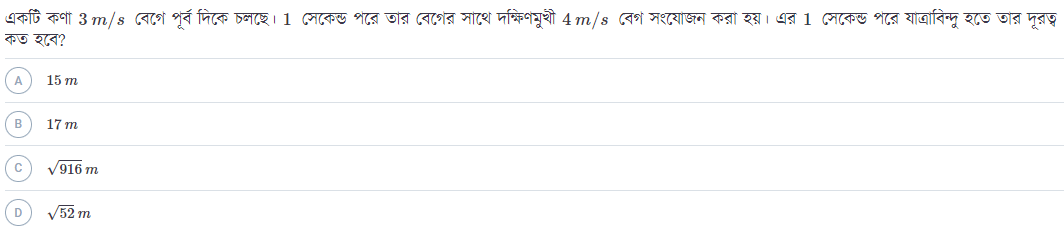 একটি কণা 3 m/s বেগে পূর্ব দিকে চলছে। 1 সেকেন্ড পরে তার বেগের সাথে দক্ষিণমুখী 4 m/s বেগ সংযোজন করা হয়। এর 1 সেকেন্ড পরে যাত্রাবিন্দু হতে তার দূরত্ব
কত হবে?
A 15 m
B 17 m
C √916 m
D √52 m